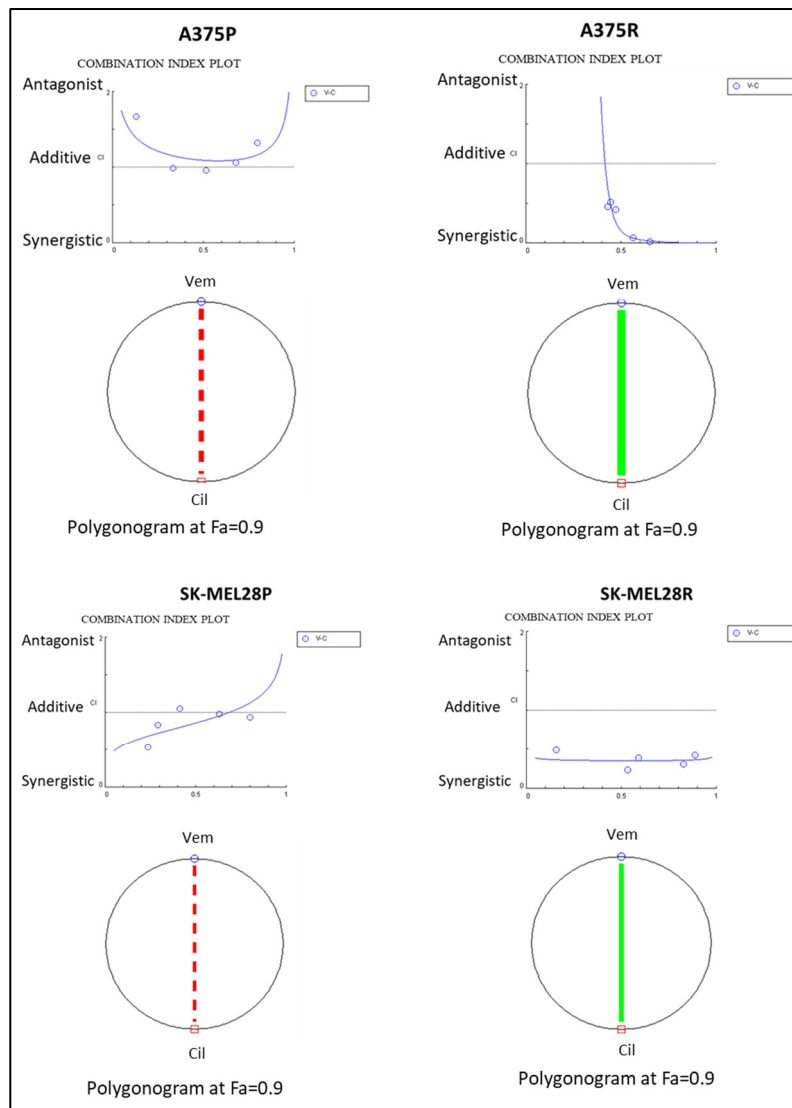 A375P
COMBINATION INDEX PLOT
Antagonist
2
V-C
Additive CI
Synergistic
0
0 0.5 1
Vem
Cil
Polygonogram at Fa=0.9
A375R
COMBINATION INDEX PLOT
Antagonist
2
V-C
Additive CI
Synergistic
0
0 0.5 1
Vem
Cil
Polygonogram at Fa=0.9
SK-MEL28P
COMBINATION INDEX PLOT
Antagonist
2
V-C
Additive CI
Synergistic
0
0 0.5 1
Vem
Cil
Polygonogram at Fa=0.9
SK-MEL28R
COMBINATION INDEX PLOT
Antagonist
2
V-C
Additive CI
Synergistic
0
0 0.5 1
Vem
Cil
Polygonogram at Fa=0.9